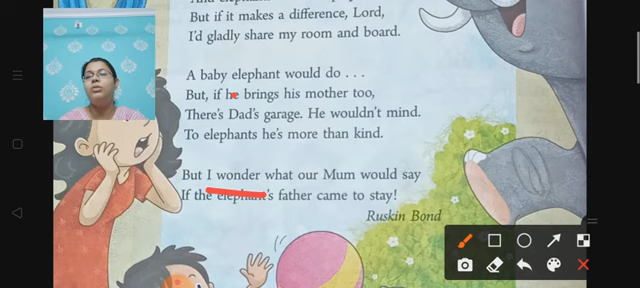 But if it makes a difference, Lord,
I'd gladly share my room and board.
A baby elephant would do . . .
But, if he brings his mother too,
There's Dad's garage. He wouldn't mind.
To elephants he's more than kind.
But I wonder what our Mum would say
If the elephant's father came to stay!
Ruskin Bond